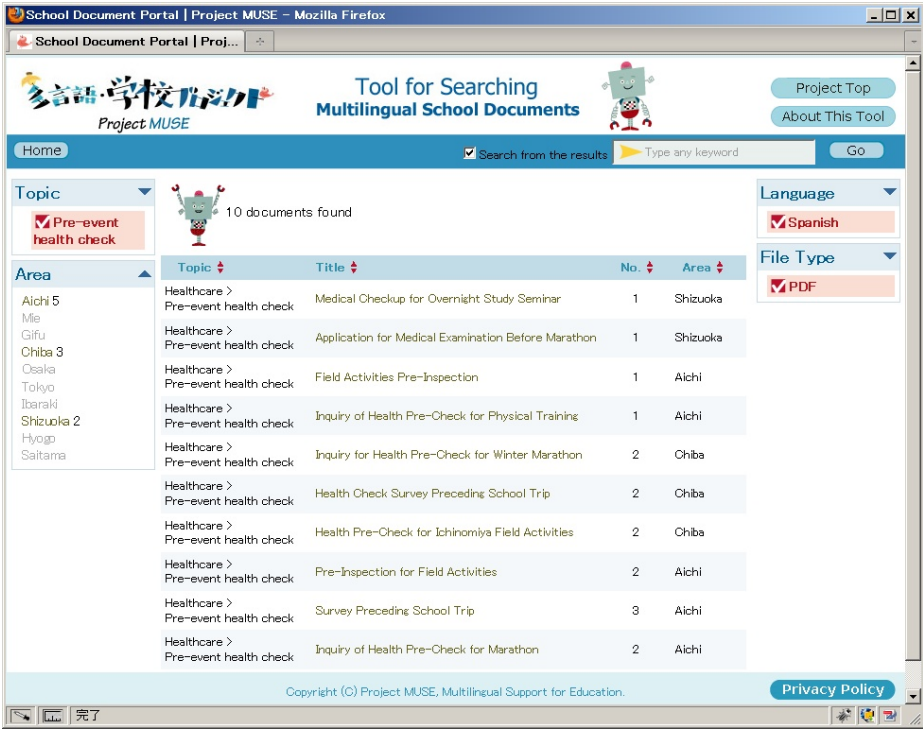 School Document Portal | Project MUSE - Mozilla Firefox
School Document Portal | Proj...
多言語・学校プロジェクト
Project MUSE
Tool for Searching
Multilingual School Documents
Project Top
About This Tool
Home
Search from the results
Type any keyword
Go
Topic
Pre-event
health check
Area
Aichi 5
Mie
Gifu
Chiba 3
Osaka
Tokyo
Ibaraki
Shizuoka 2
Hyogo
Saitama
10 documents found
Topic Title No. Area
Healthcare >
Pre-event health check Medical Checkup for Overnight Study Seminar 1 Shizuoka
Healthcare >
Pre-event health check Application for Medical Examination Before Marathon 1 Shizuoka
Healthcare >
Pre-event health check Field Activities Pre-Inspection 1 Aichi
Healthcare >
Pre-event health check Inquiry of Health Pre-Check for Physical Training 1 Aichi
Healthcare >
Pre-event health check Inquiry for Health Pre-Check for Winter Marathon 2 Chiba
Healthcare >
Pre-event health check Health Check Survey Preceding School Trip 2 Chiba
Healthcare >
Pre-event health check Health Pre-Check for Ichinomiya Field Activities 2 Chiba
Healthcare >
Pre-event health check Pre-Inspection for Field Activities 2 Aichi
Healthcare >
Pre-event health check Survey Preceding School Trip 3 Aichi
Healthcare >
Pre-event health check Inquiry of Health Pre-Check for Marathon 2 Aichi
Language
Spanish
File Type
PDF
Copyright (C) Project MUSE, Multilingual Support for Education.
Privacy Policy
完了